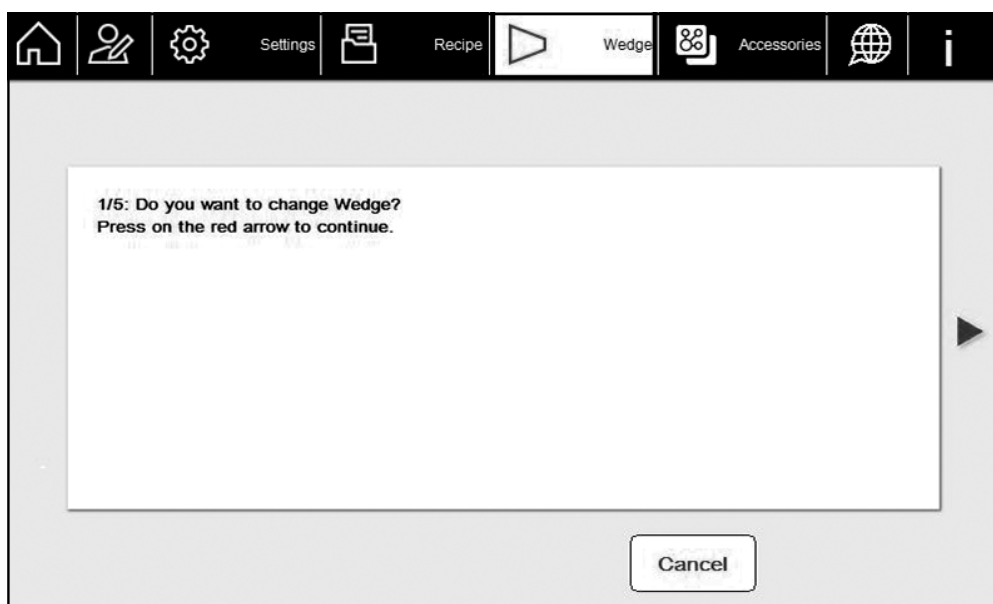 Settings
Recipe
Wedge
Accessories
i
1/5: Do you want to change Wedge?
Press on the red arrow to continue.
Cancel